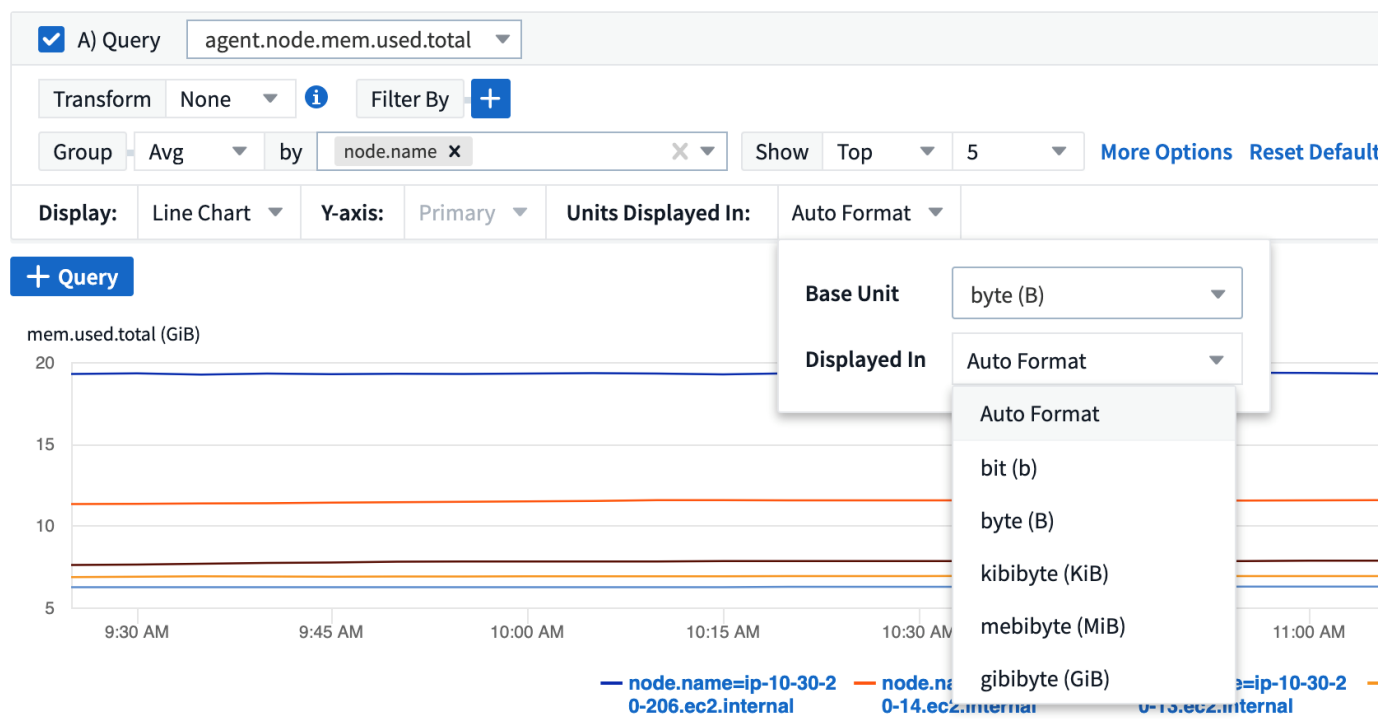 A) Query agent.node.mem.used.total
Transform None Filter By
Group Avg by node.name Show Top 5 More Options Reset Default
Display: Line Chart Y-axis: Primary Units Displayed In: Auto Format
Query
Base Unit byte (B)
Displayed In Auto Format
Auto Format
bit (b)
byte (B)
kibibyte (KiB)
mebibyte (MiB)
gibibyte (GiB)
mem.used.total (GiB)
20
15
10
5
9:30 AM 9:45 AM 10:00 AM 10:15 AM 10:30 AM 11:00 AM
node.name=ip-10-30-2
0-206.ec2.internal
node.na
0-14.ec2.internal
e=ip-10-30-2
0-13.ec2.internal